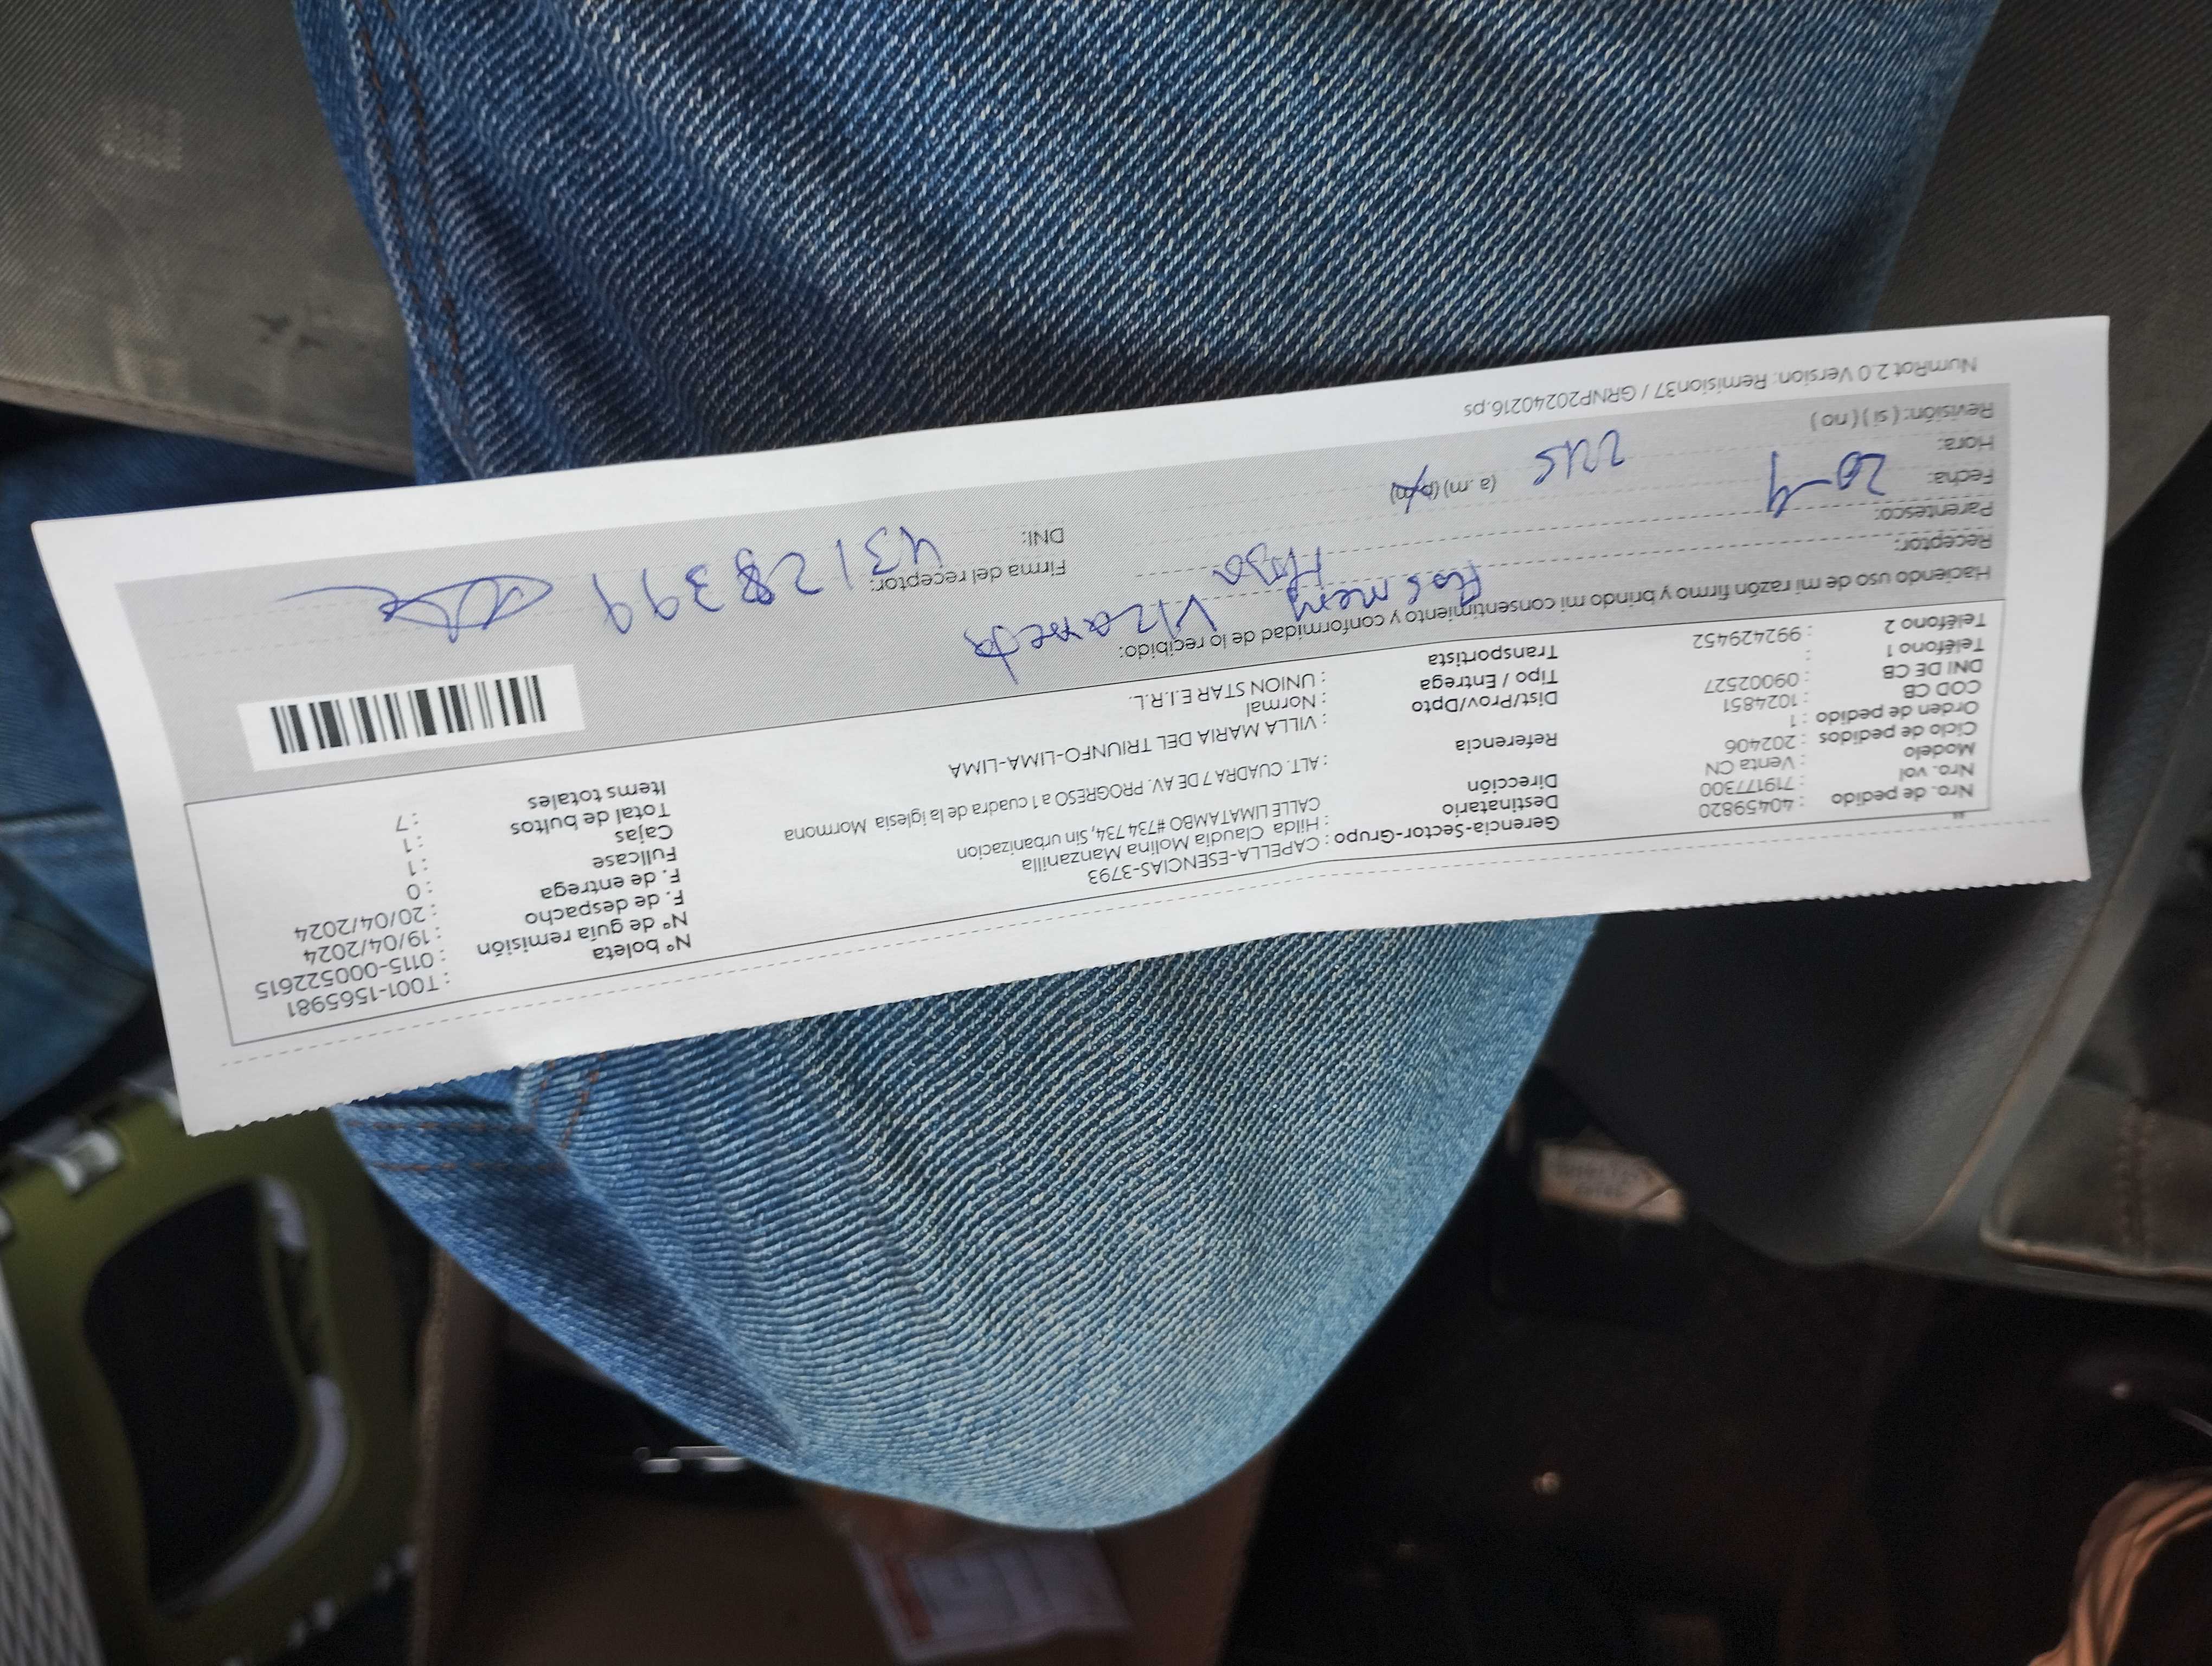 Nro. de pedido : 40459820
Nro. vol : 719177300
Modelo : Venta CN
Ciclo de pedidos : 202406
Orden de pedido : 1
COD CB : 1024851
DNI DE CB : 09002527
Teléfono 1 :
Teléfono 2 : 992429452
Gerencia-Sector-Grupo : CAPELLA-ESENCIAS-3793
Destinatario : Hilda Claudia Molina Manzanilla
Dirección CALLE LIMATAMBO #734 734, Sin urbanizacion
Referencia : ALT. CUADRA 7 DE AV. PROGRESO a 1 cuadra de la iglesia Mormona
Dist/Prov/Dpto : VILLA MARIA DEL TRIUNFO-LIMA-LIMA
Tipo / Entrega : Normal
Transportista : UNION STAR E.I.R.L.
N° boleta : T001-1565981
N° de guía remisión : 0115-000522615
F. de despacho : 19/04/2024
F. de entrega : 20/04/2024
Fullcase : 0
Cajas : 1
Total de bultos : 1
Items totales : 7
Haciendo uso de mi razón firmo y brindo mi consentimiento y conformidad de lo recibido:
Receptor: Rosmery
Parentesco:
Fecha: 20-4
Hora: (a.m) (p.m)
Revisión: ( si ) ( no )
Firma del receptor:
DNI: 43128399
NumRot 2.0 Version: Remision37 / GRNP20240216.ps